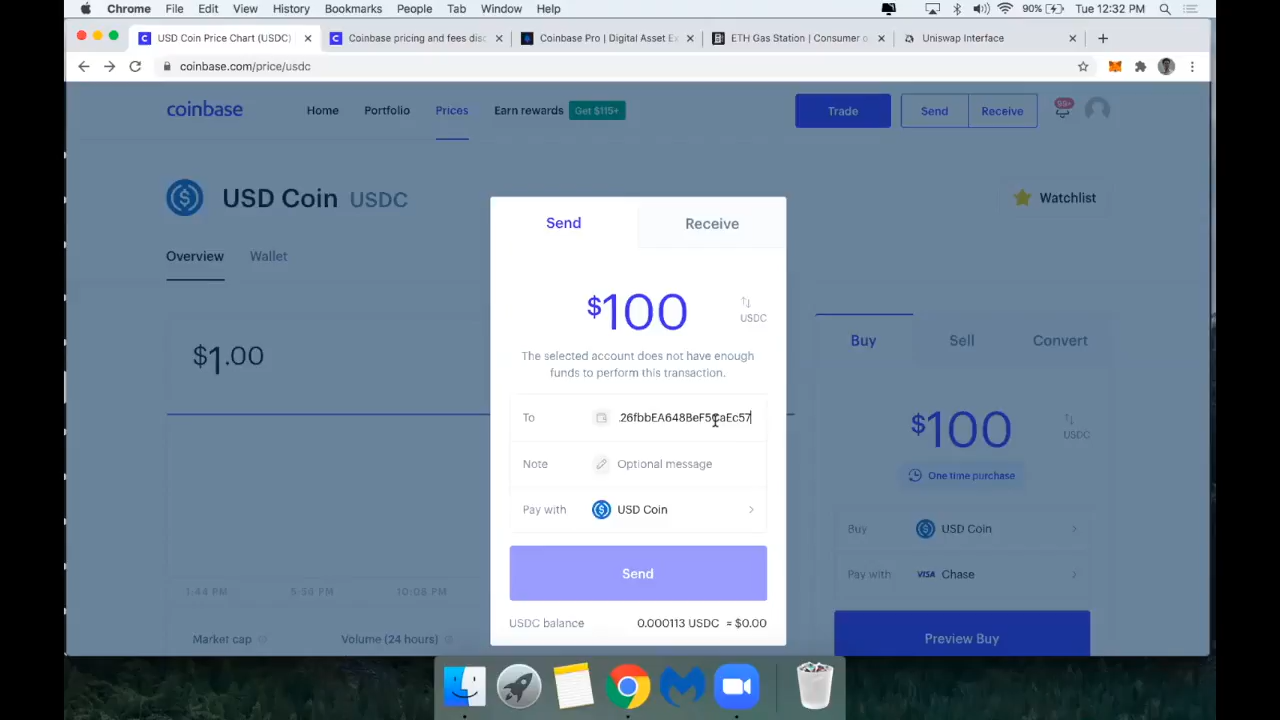 Chrome File Edit View History Bookmarks People Tab Window Help 90% Tue 12:32 PM
USD Coin Price Chart (USDC) Coinbase pricing and fees disc Coinbase Pro | Digital Asset Ex ETH Gas Station | Consumer o Uniswap Interface
coinbase.com/price/usdc
coinbase Home Portfolio Prices Earn rewards Get $115+ Trade Send Receive 99+
USD Coin USDC Watchlist
Overview Wallet
$1.00
1:44 PM 5:56 PM 10:08 PM
Market cap Volume (24 hours)
Send Receive
$100
USDC
The selected account does not have enough
funds to perform this transaction.
To
Note Optional message
Pay with USD Coin
Send
USDC balance 0.000113 USDC ≈ $0.00
Buy Sell Convert
$100
USDC
One time purchase
Buy USD Coin
Pay with VISA Chase
Preview Buy